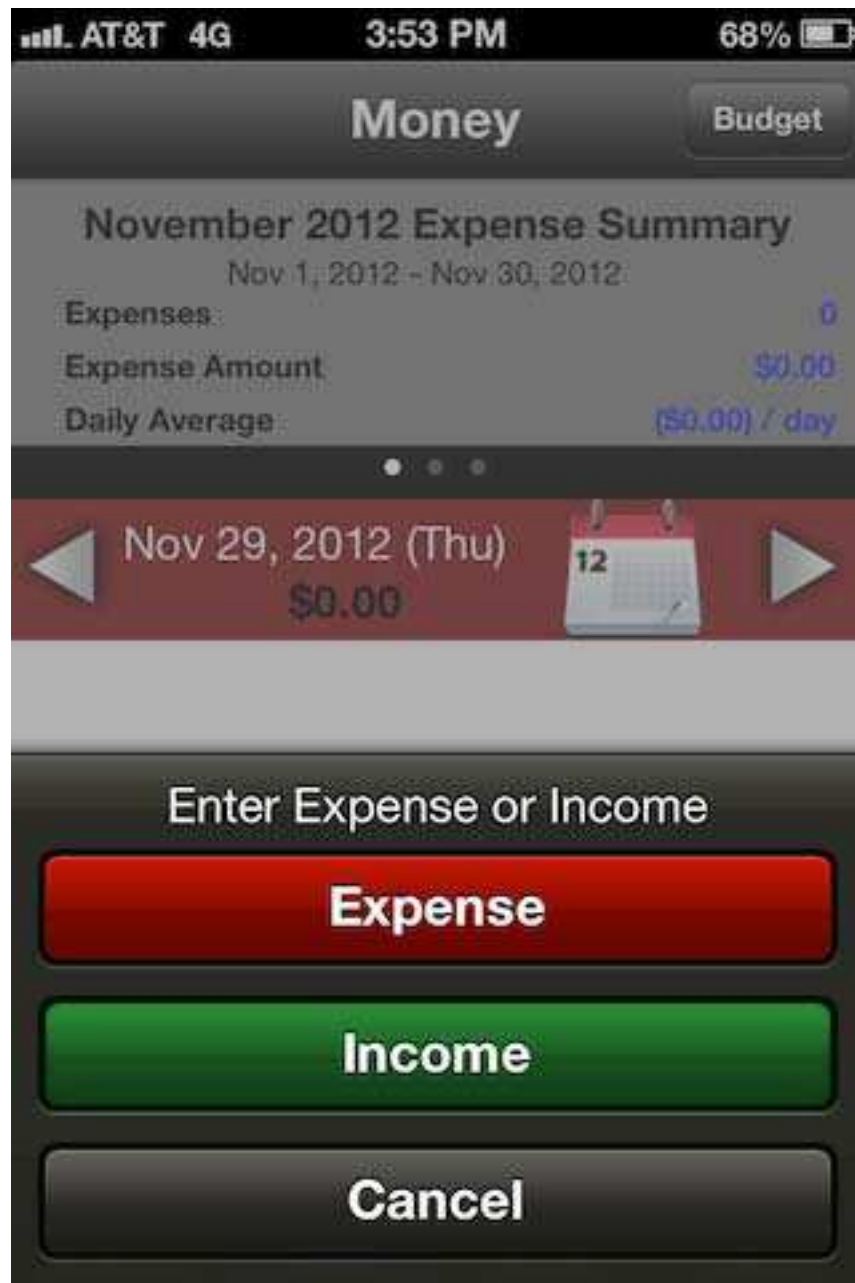 AT&T 4G 3:53 PM 68%
Money Budget
November 2012 Expense Summary
Nov 1, 2012 - Nov 30, 2012
Expenses 0
Expense Amount $0.00
Daily Average ($0.00) / day
Nov 29, 2012 (Thu)
$0.00
12
Enter Expense or Income
Expense
Income
Cancel